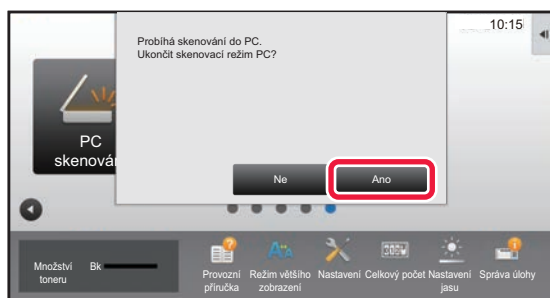 10:15
Probíhá skenování do PC.
Ukončit skenovací režim PC?
PC
Ne
Ano
Množství
toneru
Bk
Provozní
příručka
Režim většího
zobrazení
Nastavení
Celkový počet
Nastavení
jasu
Správa úlohy